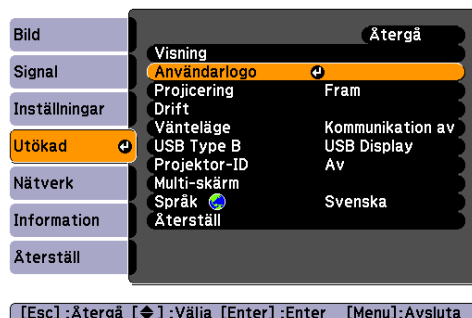 Bild
Signal
Inställningar
Utökad
Nätverk
Information
Återställ
Återgå
Visning
Användarlogo
Projicering Fram
Drift
Vänteläge Kommunikation av
USB Type B USB Display
Projektor-ID Av
Multi-skärm
Språk Svenska
Återställ
[Esc] :Återgå [◆] :Välja [Enter] :Enter [Menu]:Avsluta